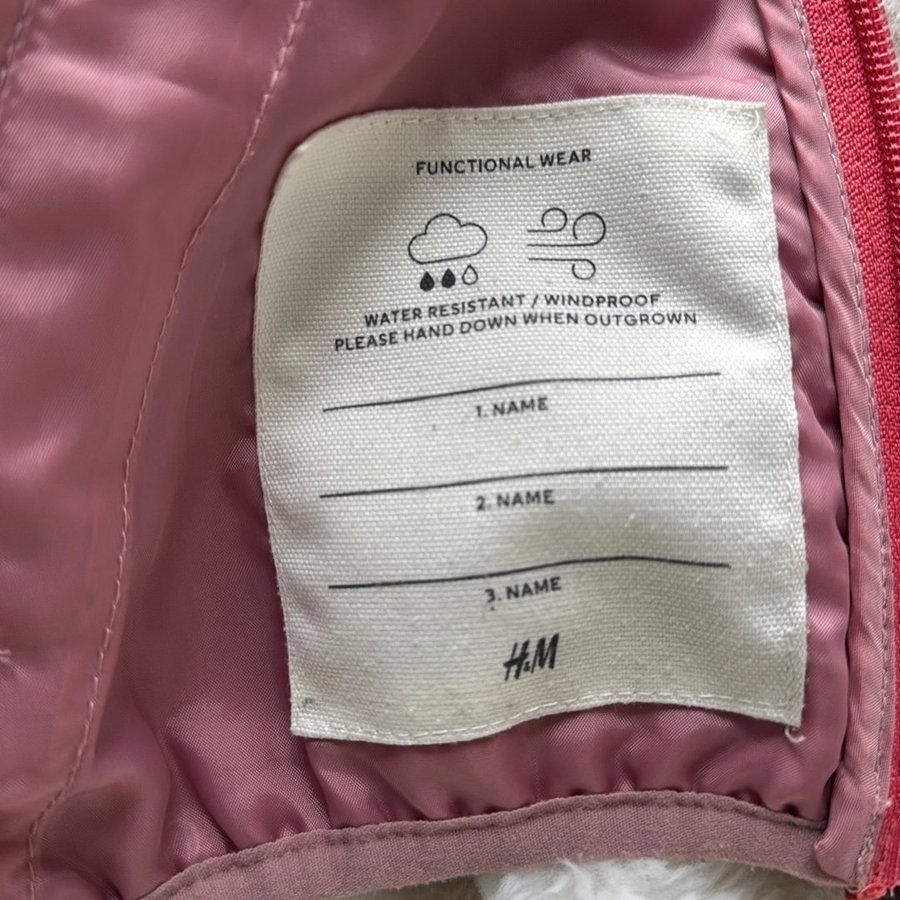 FUNCTIONAL WEAR
WATER RESISTANT / WINDPROOF
PLEASE HAND DOWN WHEN OUTGROWN
1. NAME
2. NAME
3. NAME
H&M